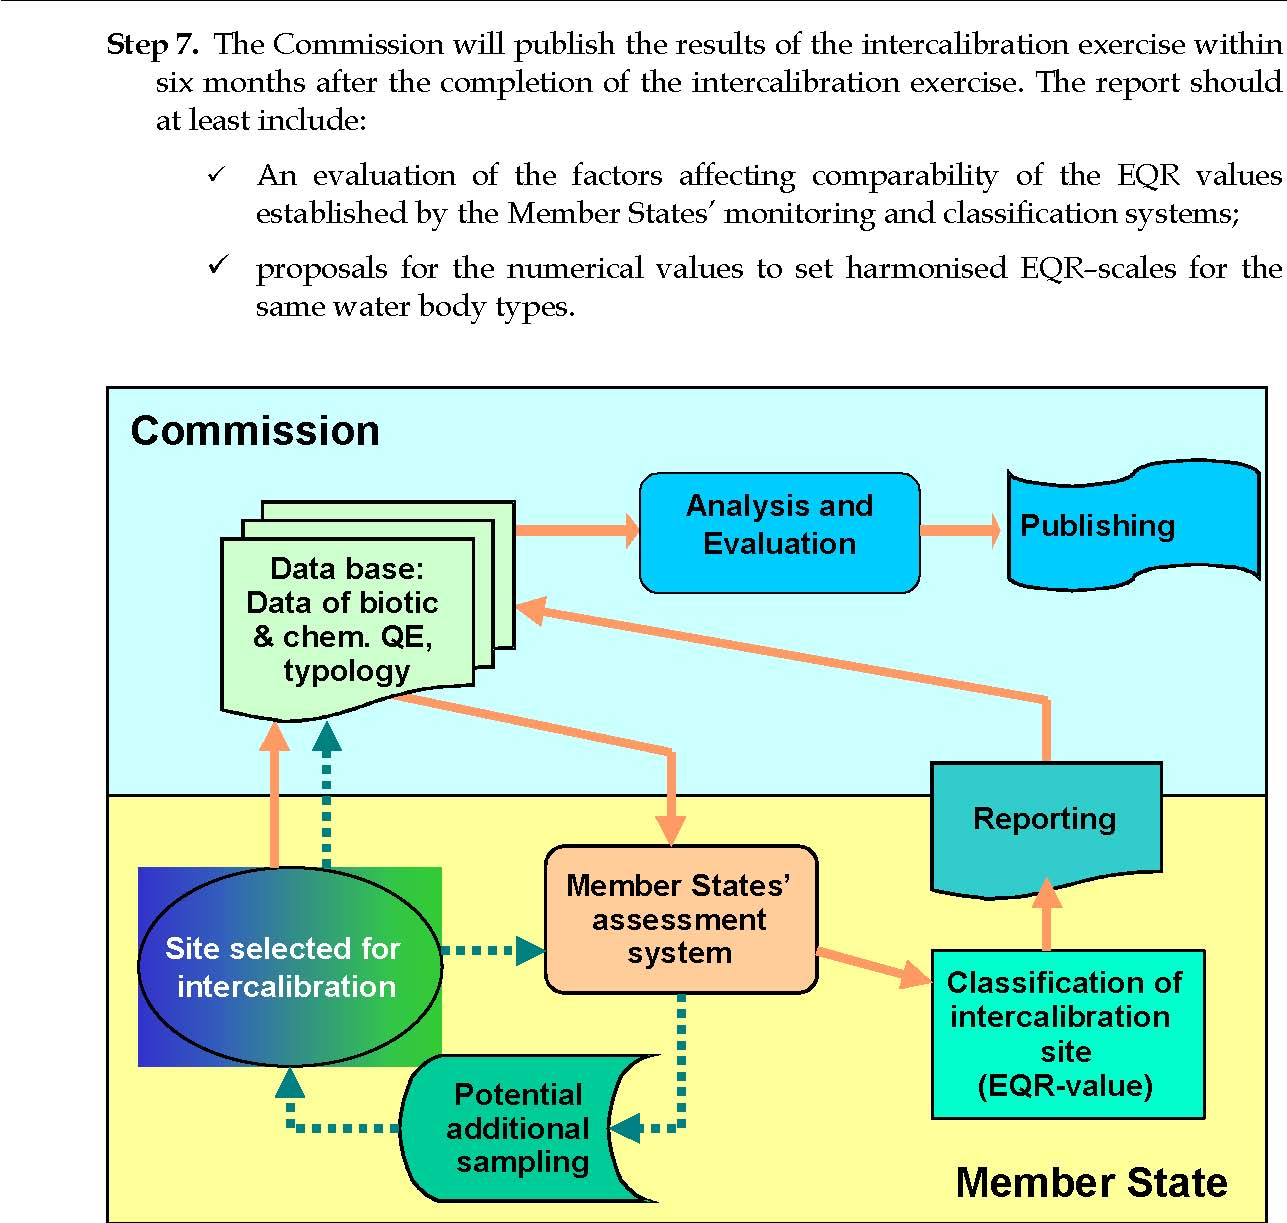 Step 7. The Commission will publish the results of the intercalibration exercise within
six months after the completion of the intercalibration exercise. The report should
at least include:
✓ An evaluation of the factors affecting comparability of the EQR values
established by the Member States’ monitoring and classification systems;
✓ proposals for the numerical values to set harmonised EQR–scales for the
same water body types.
Commission
Analysis and
Evaluation
Publishing
Data base:
Data of biotic
& chem. QE,
typology
Reporting
Member States’
assessment
system
Site selected for
intercalibration
Classification of
intercalibration
site
(EQR-value)
Potential
additional
sampling
Member State